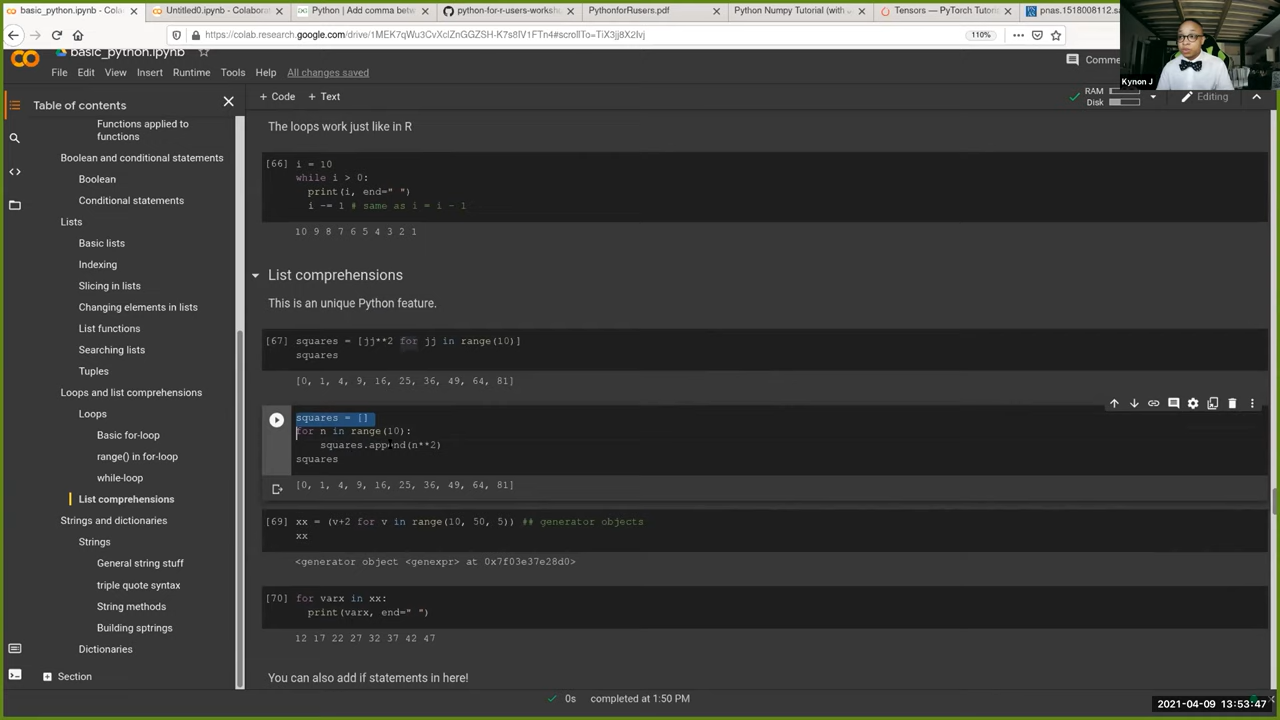 basic_python.ipynb - Cola
Untitled0.ipynb - Colaborat
Python | Add comma betwe
python-for-r-users-worksh
PythonforRusers.pdf
Python Numpy Tutorial (with
Tensors — PyTorch Tutoria
pnas.1518008112.sa
https://colab.research.google.com/drive/1MEK7qWu3CvXclZnGGZSH-K7szIV1FTn4#scrollTo=TiX3jj8X2Ivj
110%
basic_python.ipynb
File Edit View Insert Runtime Tools Help All changes saved
Comme
Kynon J
Table of contents
+ Code + Text
RAM
Disk
Editing
Functions applied to
functions
Boolean and conditional statements
Boolean
Conditional statements
Lists
Basic lists
Indexing
Slicing in lists
Changing elements in lists
List functions
Searching lists
Tuples
Loops and list comprehensions
Loops
Basic for-loop
range() in for-loop
while-loop
List comprehensions
Strings and dictionaries
Strings
General string stuff
triple quote syntax
String methods
Building sptrings
Dictionaries
Section
The loops work just like in R
[66] i = 10
while i > 0:
print(i, end=" ")
i -= 1 # same as i = i - 1
10 9 8 7 6 5 4 3 2 1
List comprehensions
This is an unique Python feature.
[67] squares = [jj**2 for jj in range(10)]
squares
[0, 1, 4, 9, 16, 25, 36, 49, 64, 81]
squares = []
for n in range(10):
squares.append(n**2)
squares
[0, 1, 4, 9, 16, 25, 36, 49, 64, 81]
[69] xx = (v+2 for v in range(10, 50, 5)) ## generator objects
xx
<generator object <genexpr> at 0x7f03e37e28d0>
[70] for varx in xx:
print(varx, end=" ")
12 17 22 27 32 37 42 47
You can also add if statements in here!
0s completed at 1:50 PM
2021-04-09 13:53:47